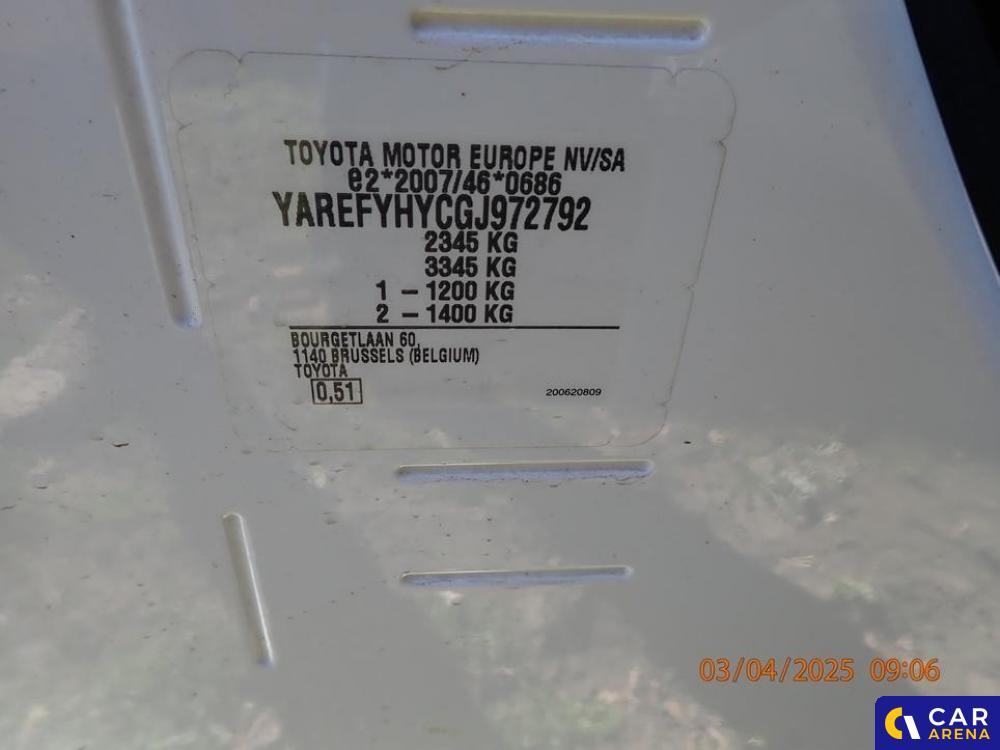 TOYOTA MOTOR EUROPE NV/SA
e2*2007/46*0686
YAREFYHYCGJ972792
2345 KG
3345 KG
1 - 1200 KG
2 - 1400 KG
BOURGETLAAN 60,
1140 BRUSSELS (BELGIUM)
TOYOTA
0,51
200620809
03/04/2025 09:06
CAR
ARENA